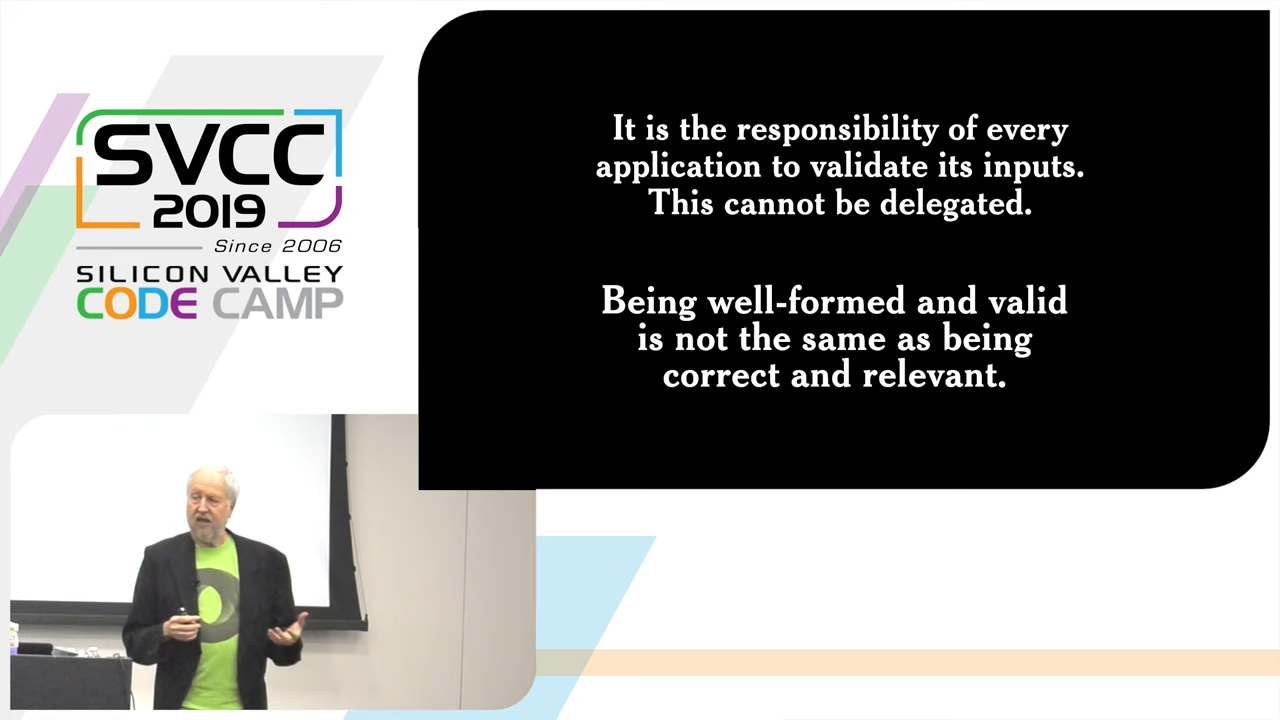 SVCC
2019
Since 2006
SILICON VALLEY
CODE CAMP
It is the responsibility of every
application to validate its inputs.
This cannot be delegated.
Being well-formed and valid
is not the same as being
correct and relevant.